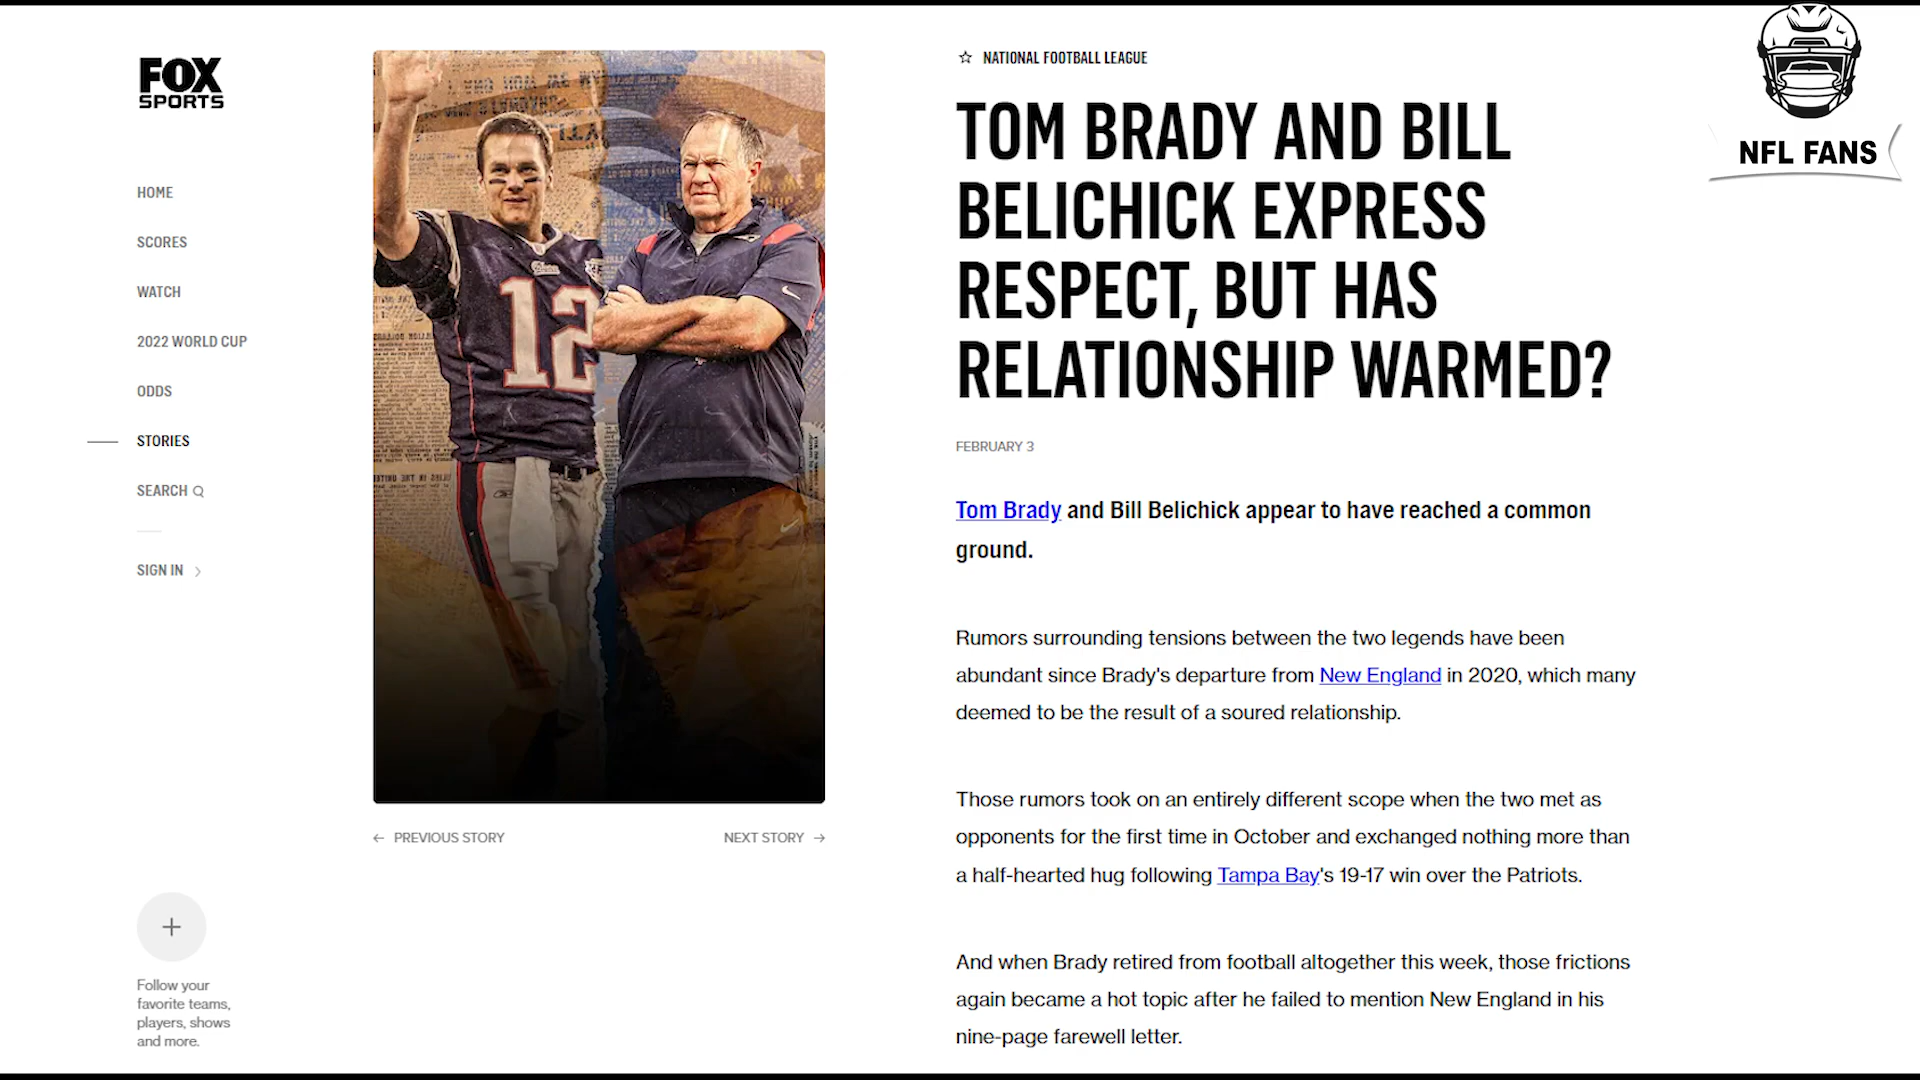 FOX
SPORTS
HOME
SCORES
WATCH
2022 WORLD CUP
ODDS
STORIES
SEARCH
SIGN IN
Follow your
favorite teams,
players, shows
and more.
12
← PREVIOUS STORY
NEXT STORY →
NATIONAL FOOTBALL LEAGUE
TOM BRADY AND BILL
BELICHICK EXPRESS
RESPECT, BUT HAS
RELATIONSHIP WARMED?
FEBRUARY 3
Tom Brady and Bill Belichick appear to have reached a common
ground.
Rumors surrounding tensions between the two legends have been
abundant since Brady's departure from New England in 2020, which many
deemed to be the result of a soured relationship.
Those rumors took on an entirely different scope when the two met as
opponents for the first time in October and exchanged nothing more than
a half-hearted hug following Tampa Bay's 19-17 win over the Patriots.
And when Brady retired from football altogether this week, those frictions
again became a hot topic after he failed to mention New England in his
nine-page farewell letter.
NFL FANS